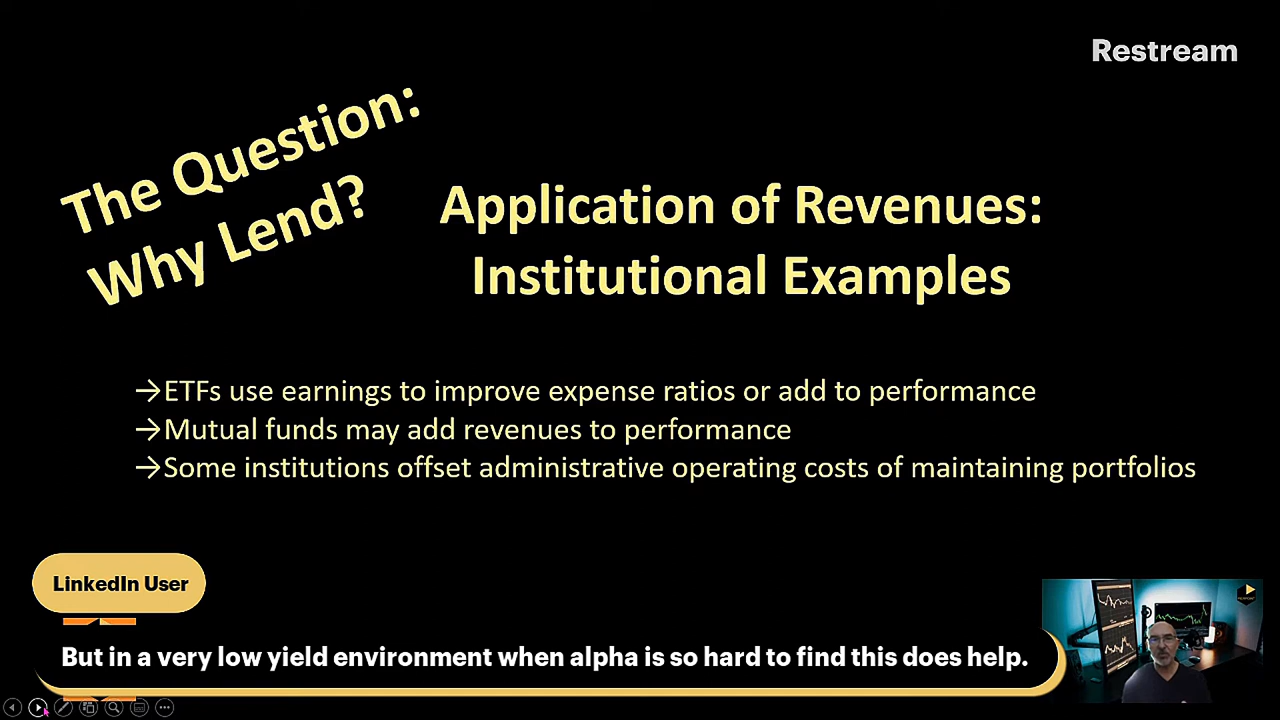 Restream
The Question:
Why Lend?
Application of Revenues:
Institutional Examples
→ETFs use earnings to improve expense ratios or add to performance
→Mutual funds may add revenues to performance
→Some institutions offset administrative operating costs of maintaining portfolios
LinkedIn User
But in a very low yield environment when alpha is so hard to find this does help.